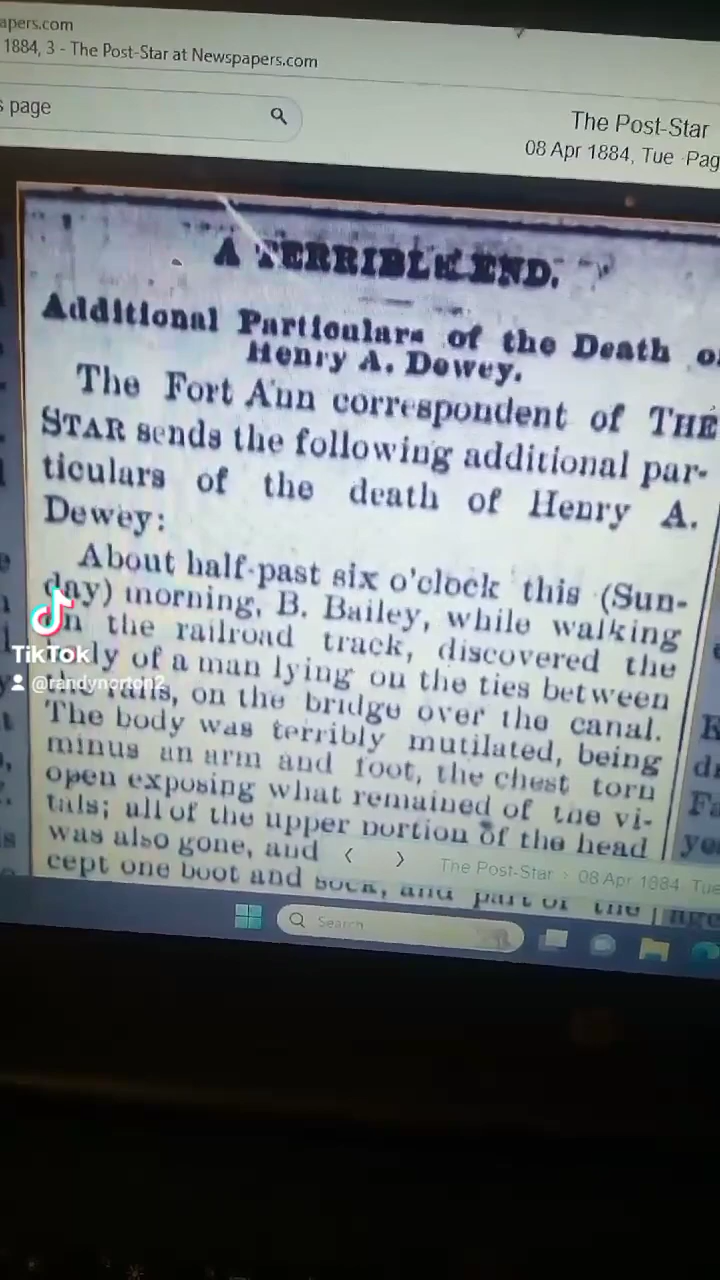 apers.com
1884, 3 - The Post-Star at Newspapers.com
s page
The Post-Star
08 Apr 1884, Tue Pag
A TERRIBLE END.
Additional Particulars of the Death o
Henry A. Dewey.
The Fort Ann correspondent of THE
STAR sends the following additional par-
ticulars of the death of Henry A.
Dewey:
About half-past six o'clock this (Sun-
day) morning, B. Bailey, while walking
on the railroad track, discovered the
ly of a man lying on the ties between
the rails, on the bridge over the canal.
The body was terribly mutilated, being
minus an arm and foot, the chest torn
open exposing what remained of the vi-
tals; all of the upper portion of the head
was also gone, and
cept one boot and sock, and part of the
TikTok
@randynorton2
The Post-Star > 08 Apr 1884, Tue
Search